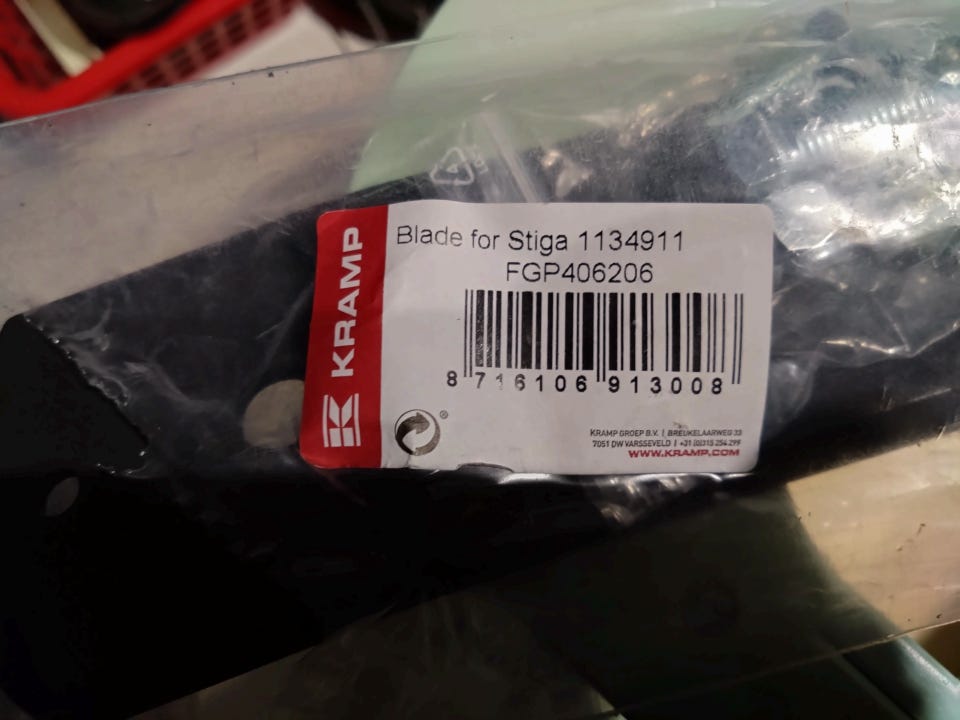 KRAMP
Blade for Stiga 1134911
FGP406206
8 716106 913008
®
KRAMP GROEP B.V. | BREUKELAARWEG 33
7051 DW VARSSEVELD | +31 (0)315 254 299
WWW.KRAMP.COM